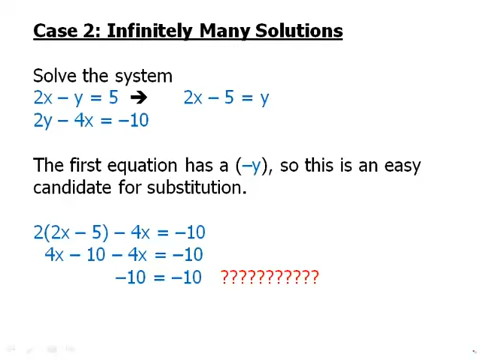 Case 2: Infinitely Many Solutions
Solve the system
2x – y = 5 ➔ 2x – 5 = y
2y – 4x = –10
The first equation has a (–y), so this is an easy
candidate for substitution.
2(2x – 5) – 4x = –10
4x – 10 – 4x = –10
–10 = –10 ???????????